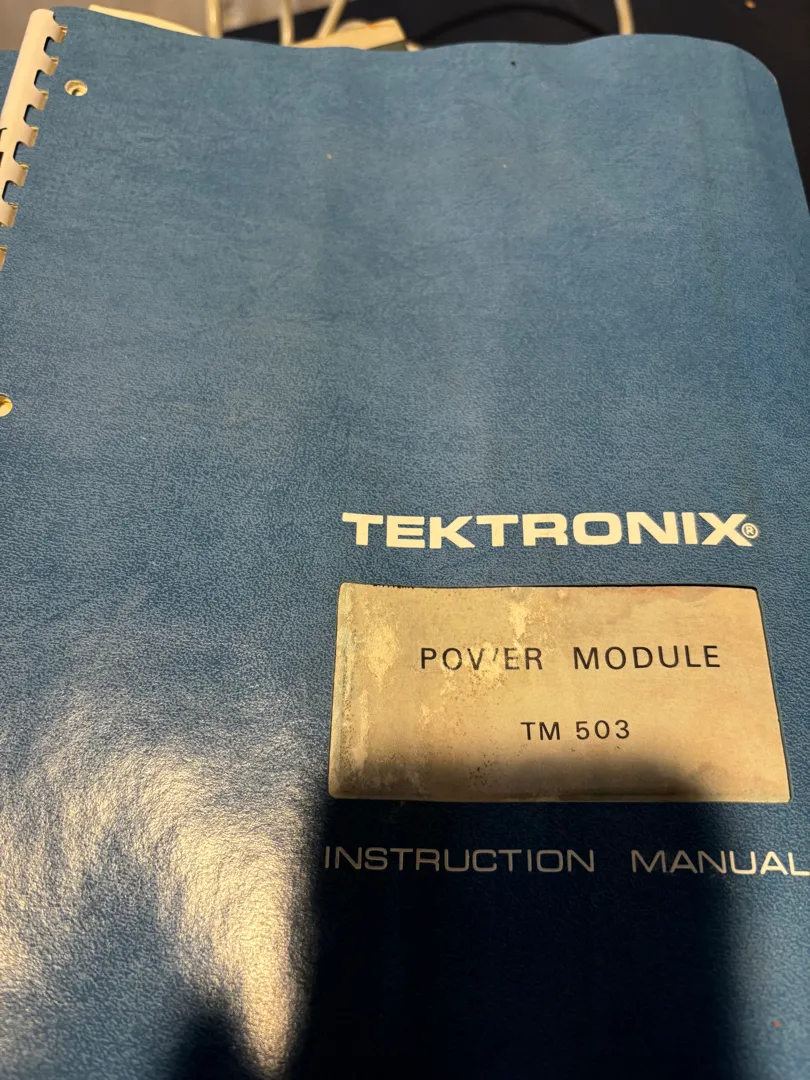 TEKTRONIX®
POWER MODULE
TM 503
INSTRUCTION MANUAL